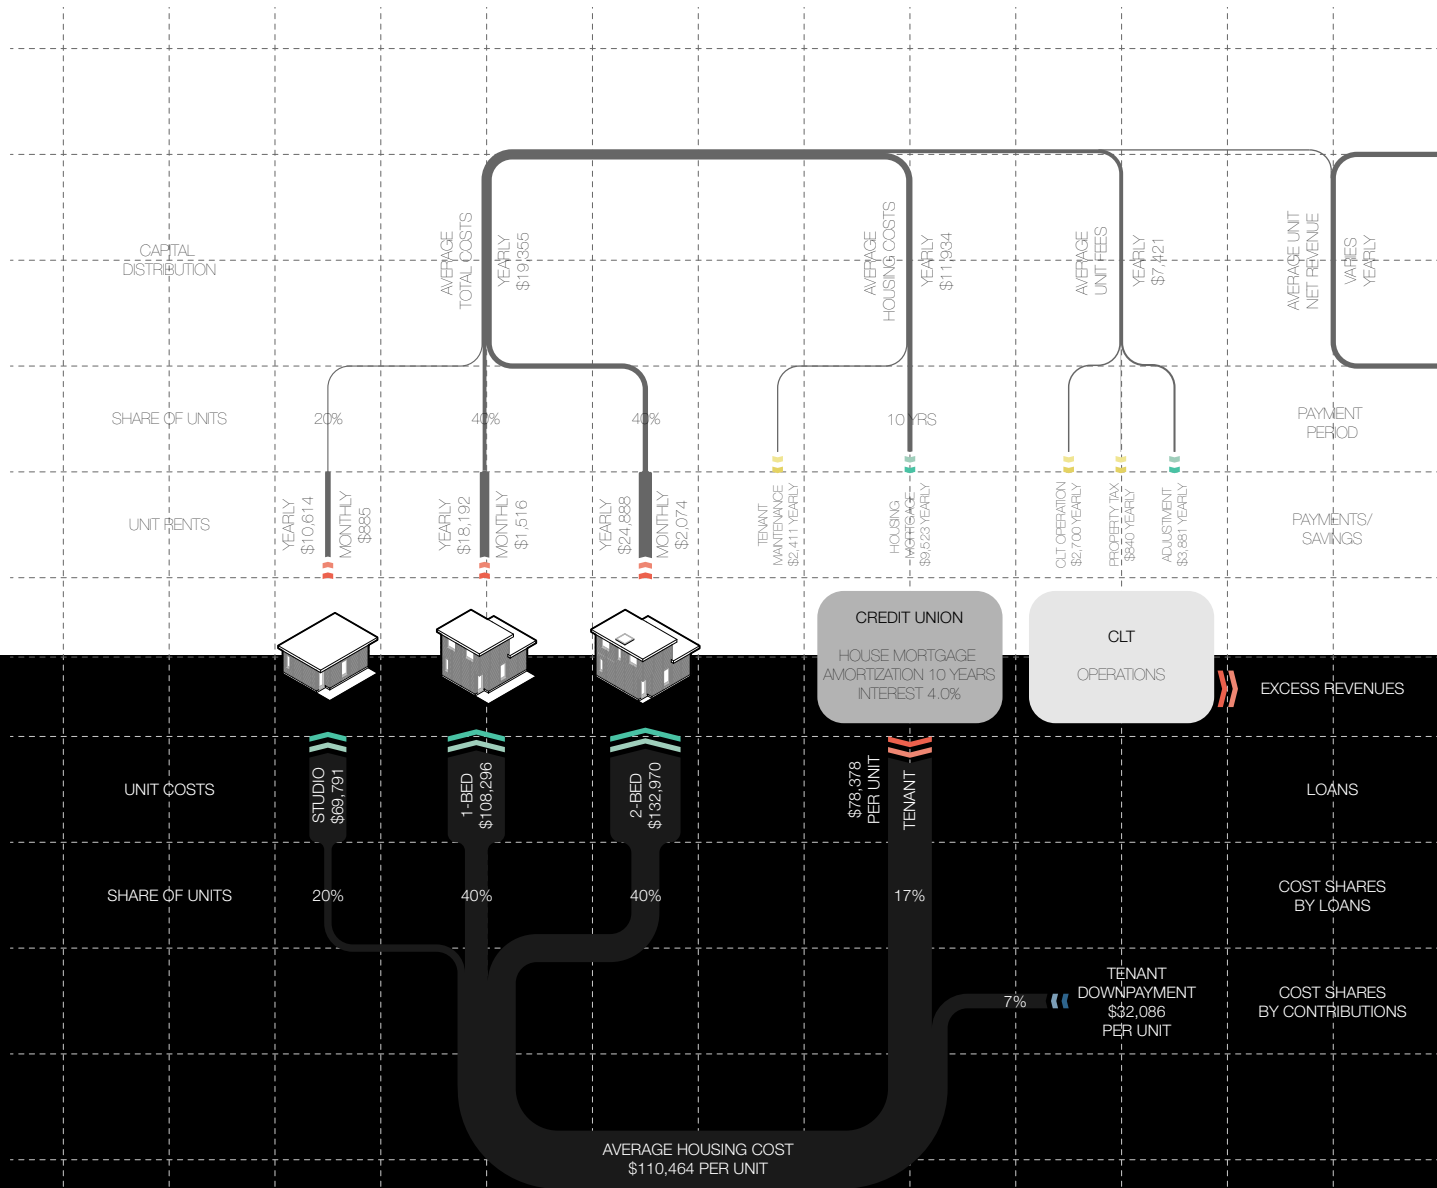 CAPITAL
DISTRIBUTION
AVERAGE
TOTAL COSTS
YEARLY
$19,355
AVERAGE
HOUSING COSTS
YEARLY
$11,934
AVERAGE
UNIT FEES
YEARLY
$7,421
AVERAGE UNIT
NET REVENUE
VARIES
YEARLY
SHARE OF UNITS
20%
40%
40%
10 YRS
PAYMENT
PERIOD
UNIT RENTS
YEARLY
$10,614
MONTHLY
$885
YEARLY
$18,192
MONTHLY
$1,516
YEARLY
$24,888
MONTHLY
$2,074
TENANT
MAINTENANCE
$2,411 YEARLY
HOUSING
MORTGAGE
$9,523 YEARLY
CLT OPERATION
$2,700 YEARLY
PROPERTY TAX
$840 YEARLY
ADJUSTMENT
$3,881 YEARLY
PAYMENTS/
SAVINGS
CREDIT UNION
HOUSE MORTGAGE
AMORTIZATION 10 YEARS
INTEREST 4.0%
CLT
OPERATIONS
EXCESS REVENUES
UNIT COSTS
STUDIO
$69,791
1-BED
$108,296
2-BED
$132,970
$78,378
PER UNIT
TENANT
LOANS
SHARE OF UNITS
20%
40%
40%
17%
COST SHARES
BY LOANS
7%
TENANT
DOWNPAYMENT
$32,086
PER UNIT
COST SHARES
BY CONTRIBUTIONS
AVERAGE HOUSING COST
$110,464 PER UNIT